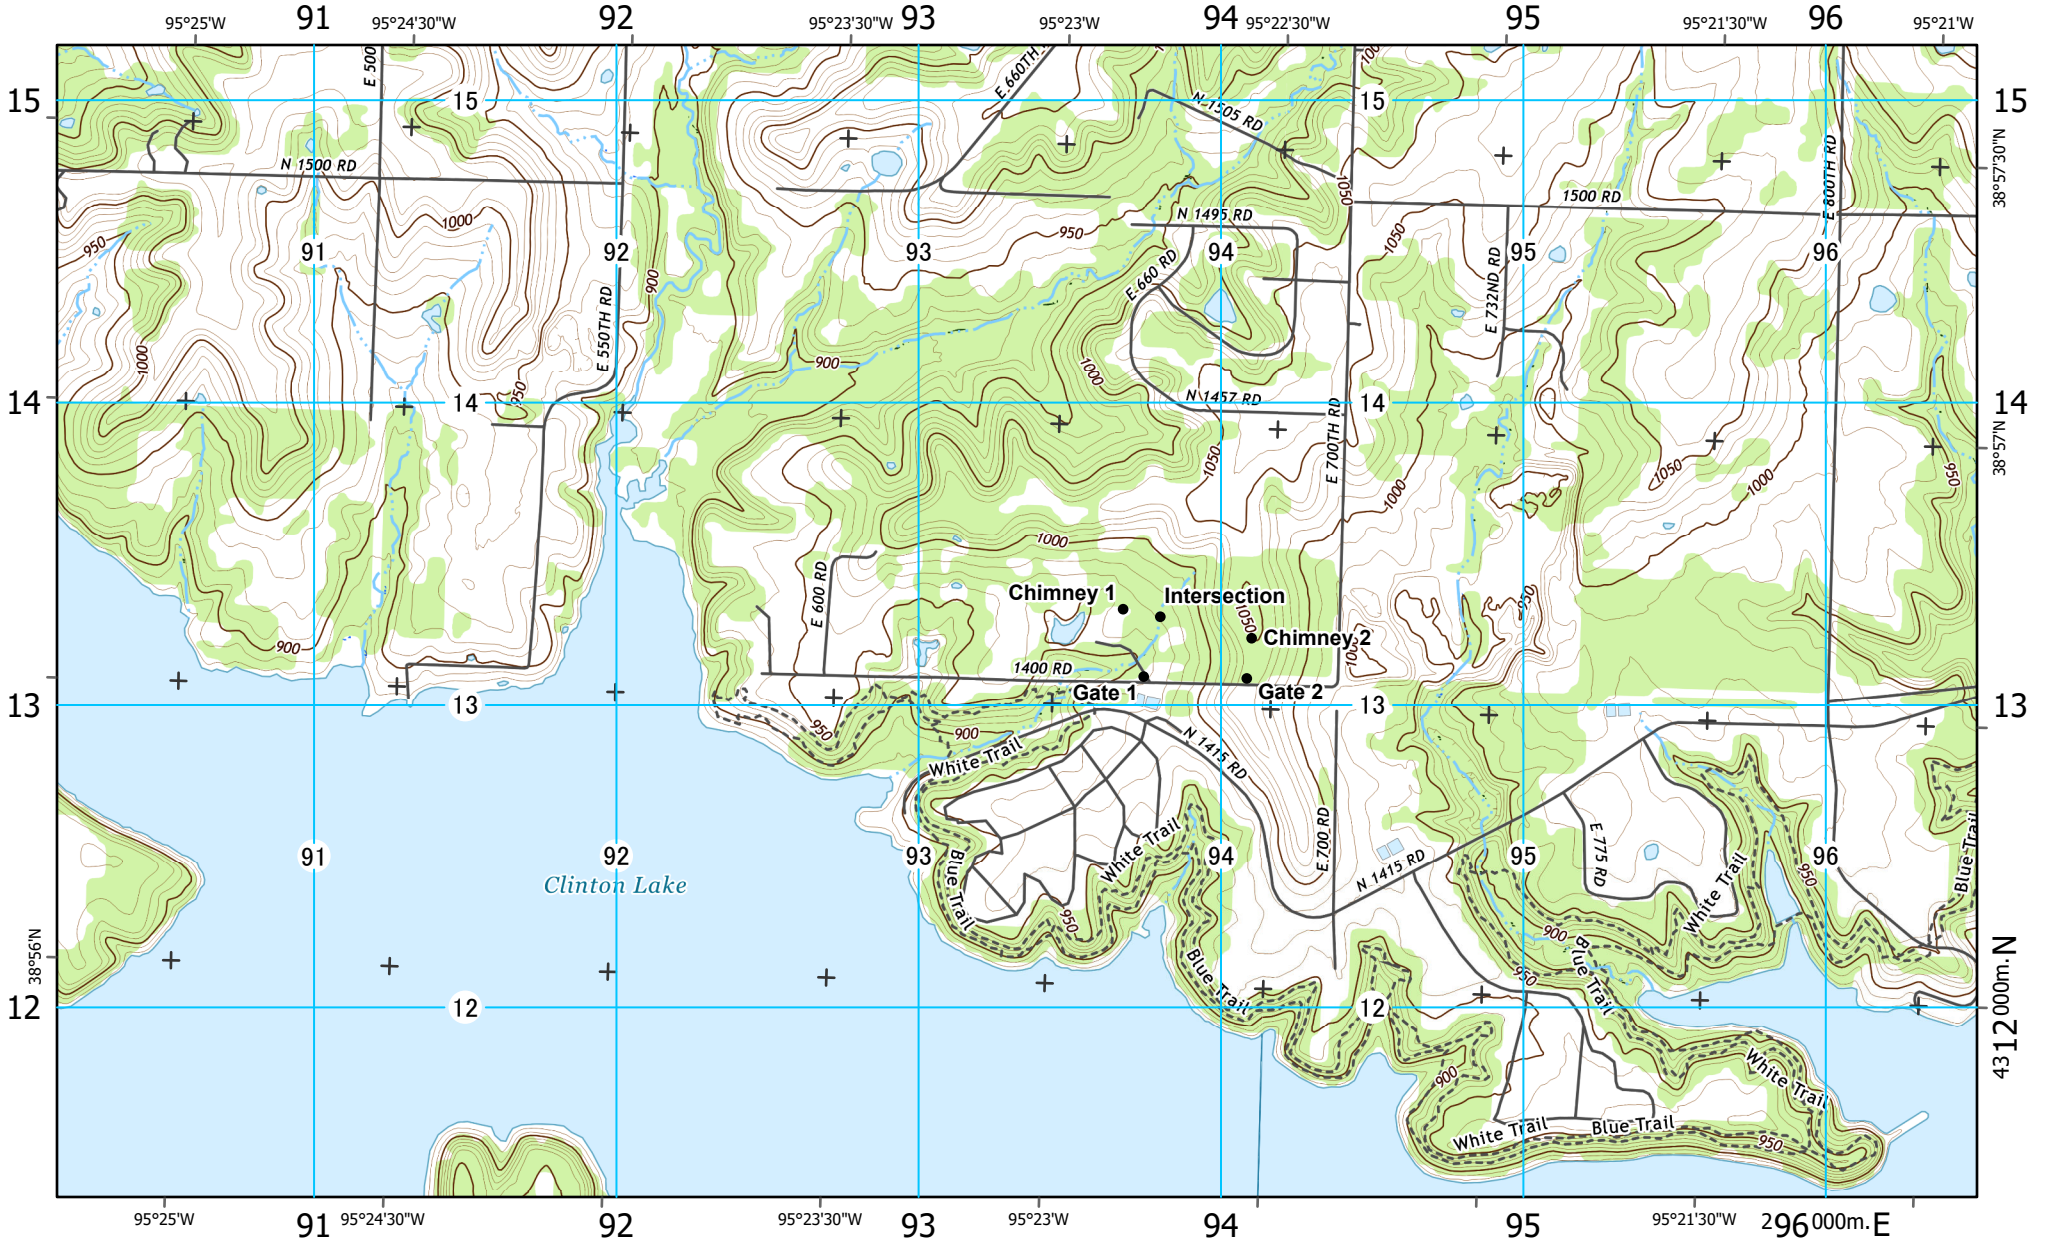 95°25'W
91
95°24'30"W
92
95°23'30"W
93
95°23'W
94
95°22'30"W
95
95°21'30"W
96
95°21'W
E 500
E 660TH
100
15
15
15
15
N 1505 RD
N 1500 RD
E 800TH RD
38°57'30"N
1050
1500 RD
1000
N 1495 RD
950
950
1050
91
92
93
94
95
96
E 660 RD
900
E 732ND RD
E 550TH RD
1000
900
1000
950
N 1457 RD
14
14
14
14
E 700TH RD
38°57'N
1050
1050
1000
950
1000
1000
E 600 RD
Chimney 1
Intersection
950
1050
Chimney 2
900
1000
1400 RD
Gate 1
Gate 2
13
13
13
13
950
900
N 1415 RD
White Trail
E 700 RD
E 775 RD
White Trail
Blue Trail
91
92
93
94
95
96
N 1415 RD
950
Clinton Lake
Blue Trail
White Trail
950
900
38°56'N
Blue Trail
Blue Trail
950
12
12
12
4312000m. N
White Trail
900
White Trail
Blue Trail
950
95°25'W
91
95°24'30"W
92
95°23'30"W
93
95°23'W
94
95
95°21'30"W
296000m. E